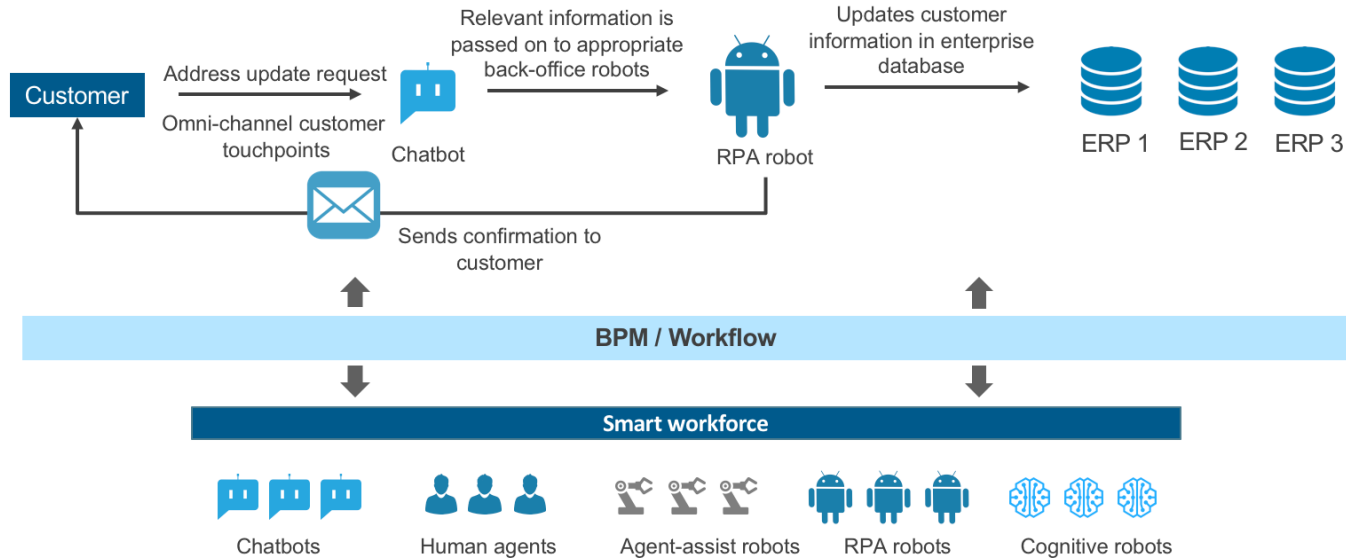 Customer
Address update request
Omni-channel customer
touchpoints
Chatbot
Relevant information is
passed on to appropriate
back-office robots
RPA robot
Updates customer
information in enterprise
database
ERP 1
ERP 2
ERP 3
Sends confirmation to
customer
BPM / Workflow
Smart workforce
Chatbots
Human agents
Agent-assist robots
RPA robots
Cognitive robots